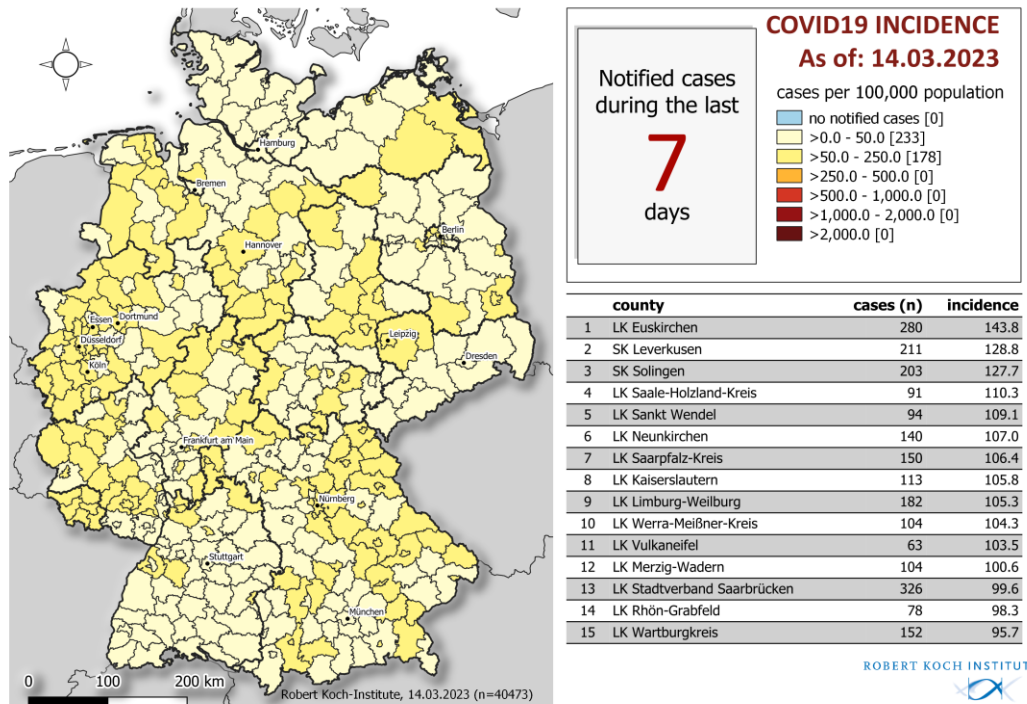 Hamburg
Bremen
Berlin
Hannover
Essen
Dortmund
Düsseldorf
Köln
Leipzig
Dresden
Frankfurt am Main
Nürnberg
Stuttgart
München
0 100 200 km
Robert Koch-Institute, 14.03.2023 (n=40473)
COVID19 INCIDENCE
As of: 14.03.2023
Notified cases
during the last
7
days
cases per 100,000 population
no notified cases [0]
>0.0 - 50.0 [233]
>50.0 - 250.0 [178]
>250.0 - 500.0 [0]
>500.0 - 1,000.0 [0]
>1,000.0 - 2,000.0 [0]
>2,000.0 [0]
county cases (n) incidence
1 LK Euskirchen 280 143.8
2 SK Leverkusen 211 128.8
3 SK Solingen 203 127.7
4 LK Saale-Holzland-Kreis 91 110.3
5 LK Sankt Wendel 94 109.1
6 LK Neunkirchen 140 107.0
7 LK Saarpfalz-Kreis 150 106.4
8 LK Kaiserslautern 113 105.8
9 LK Limburg-Weilburg 182 105.3
10 LK Werra-Meißner-Kreis 104 104.3
11 LK Vulkaneifel 63 103.5
12 LK Merzig-Wadern 104 100.6
13 LK Stadtverband Saarbrücken 326 99.6
14 LK Rhön-Grabfeld 78 98.3
15 LK Wartburgkreis 152 95.7
ROBERT KOCH INSTITUT